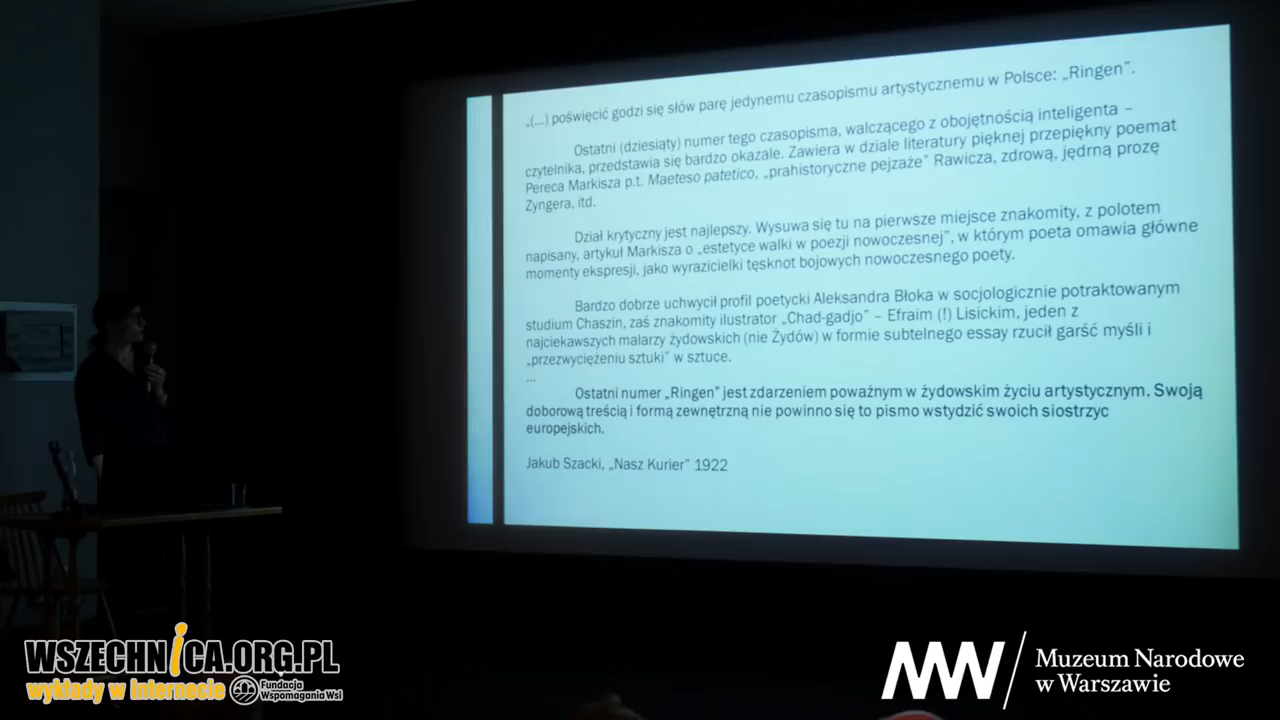 „(...) poświęcić godzi się słów parę jedynemu czasopismu artystycznemu w Polsce: „Ringen”.
Ostatni (dziesiąty) numer tego czasopisma, walczącego z obojętnością inteligenta –
czytelnika, przedstawia się bardzo okazale. Zawiera w dziale literatury pięknej przepiękny poemat
Pereca Markisza p.t. Maeteso patetico, „prahistoryczne pejzaże” Rawicza, zdrową, jędrną prozę
Zyngera, itd.
Dział krytyczny jest najlepszy. Wysuwa się tu na pierwsze miejsce znakomity, z polotem
napisany, artykuł Markisza o „estetyce walki w poezji nowoczesnej”, w którym poeta omawia główne
momenty ekspresji, jako wyrazicielki tęsknot bojowych nowoczesnego poety.
Bardzo dobrze uchwycił profil poetycki Aleksandra Błoka w socjologicznie potraktowanym
studium Chaszin, zaś znakomity ilustrator „Chad-gadjo” – Efraim (!) Lisickim, jeden z
najciekawszych malarzy żydowskich (nie Żydów) w formie subtelnego essay rzucił garść myśli i
„przezwyciężeniu sztuki” w sztuce.
...
Ostatni numer „Ringen” jest zdarzeniem poważnym w żydowskim życiu artystycznym. Swoją
doborową treścią i formą zewnętrzną nie powinno się to pismo wstydzić swoich siostrzyc
europejskich.
Jakub Szacki, „Nasz Kurier” 1922
WSZECHNICA.ORG.PL
wykłady w internecie
Fundacja
Wspomagania Wsi
MNW
Muzeum Narodowe
w Warszawie